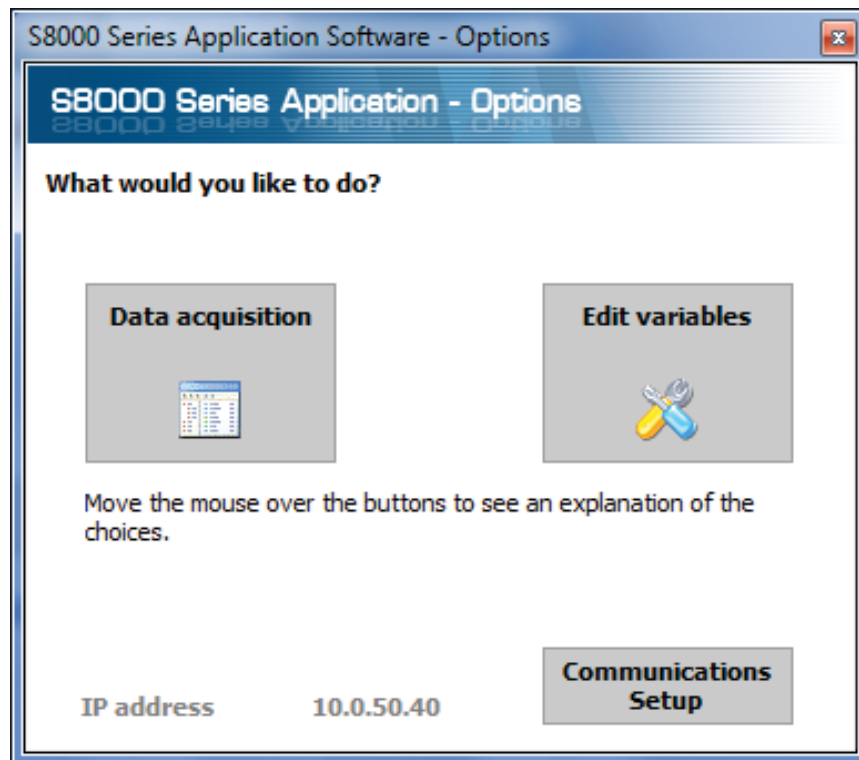 S8000 Series Application Software - Options
S8000 Series Application - Options
What would you like to do?
Data acquisition
Edit variables
Move the mouse over the buttons to see an explanation of the
choices.
Communications
Setup
IP address 10.0.50.40